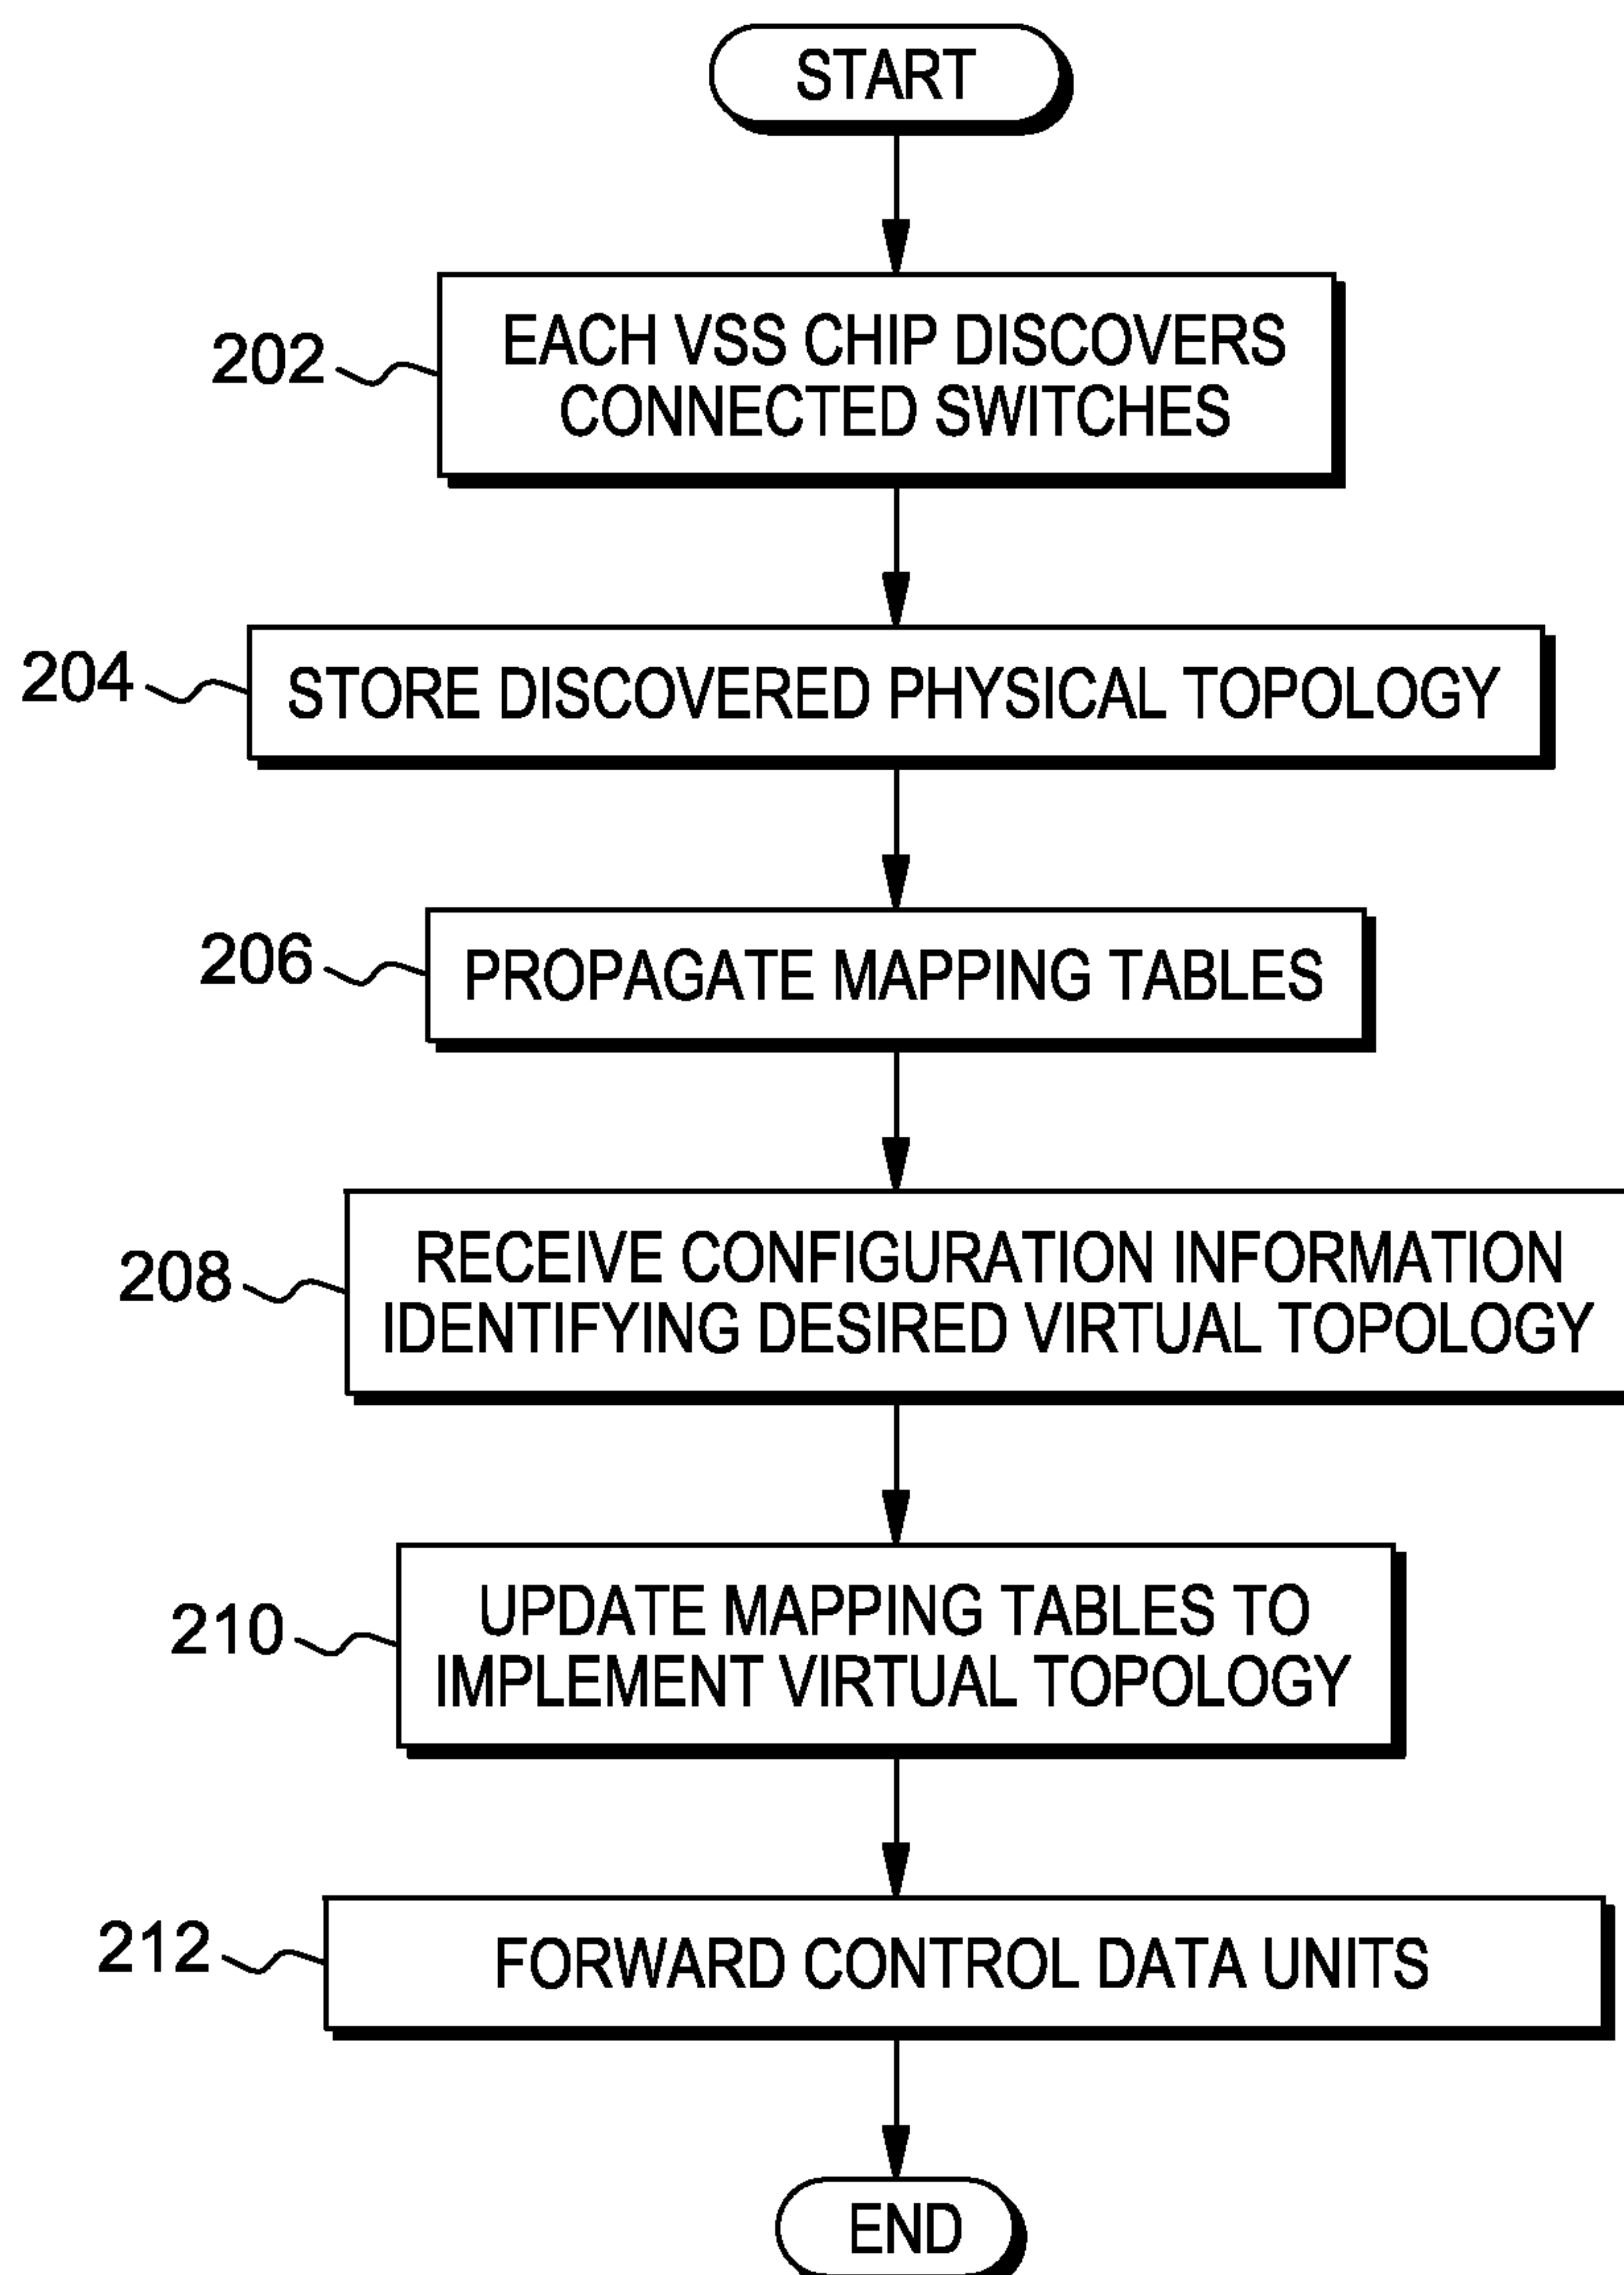 START
202
EACH VSS CHIP DISCOVERS
CONNECTED SWITCHES
204
STORE DISCOVERED PHYSICAL TOPOLOGY
206
PROPAGATE MAPPING TABLES
208
RECEIVE CONFIGURATION INFORMATION
IDENTIFYING DESIRED VIRTUAL TOPOLOGY
210
UPDATE MAPPING TABLES TO
IMPLEMENT VIRTUAL TOPOLOGY
212
FORWARD CONTROL DATA UNITS
END